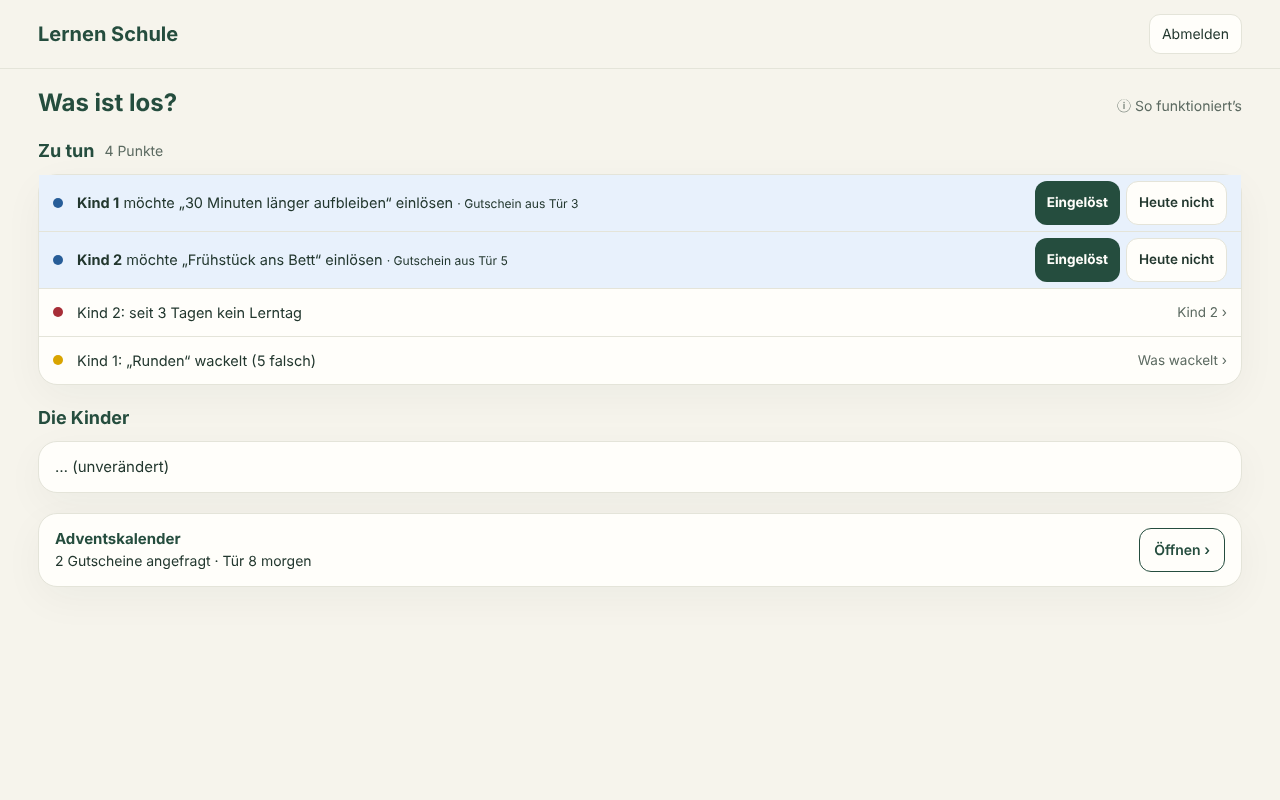 Lernen Schule
Abmelden
Was ist los?
ⓘ So funktioniert’s
Zu tun 4 Punkte
Kind 1 möchte „30 Minuten länger aufbleiben“ einlösen · Gutschein aus Tür 3
Eingelöst
Heute nicht
Kind 2 möchte „Frühstück ans Bett“ einlösen · Gutschein aus Tür 5
Eingelöst
Heute nicht
Kind 2: seit 3 Tagen kein Lerntag
Kind 2 ›
Kind 1: „Runden“ wackelt (5 falsch)
Was wackelt ›
Die Kinder
… (unverändert)
Adventskalender
2 Gutscheine angefragt · Tür 8 morgen
Öffnen ›